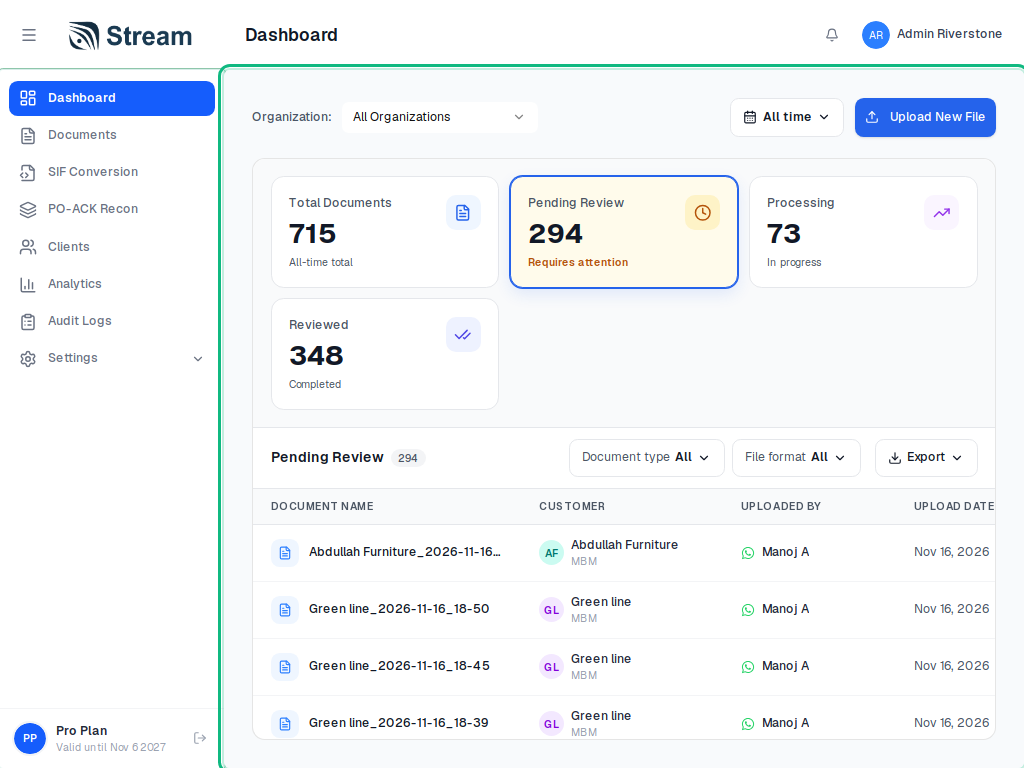 Stream
Dashboard
AR
Admin Riverstone
Dashboard
Documents
SIF Conversion
PO-ACK Recon
Clients
Analytics
Audit Logs
Settings
PP
Pro Plan
Valid until Nov 6 2027
Organization:
All Organizations
All time
Upload New File
Total Documents
715
All-time total
Pending Review
294
Requires attention
Processing
73
In progress
Reviewed
348
Completed
Pending Review 294
Document type All
File format All
Export
DOCUMENT NAME CUSTOMER UPLOADED BY UPLOAD DATE
Abdullah Furniture_2026-11-16... AF Abdullah Furniture MBM Manoj A Nov 16, 2026
Green line_2026-11-16_18-50 GL Green line MBM Manoj A Nov 16, 2026
Green line_2026-11-16_18-45 GL Green line MBM Manoj A Nov 16, 2026
Green line_2026-11-16_18-39 GL Green line MBM Manoj A Nov 16, 2026